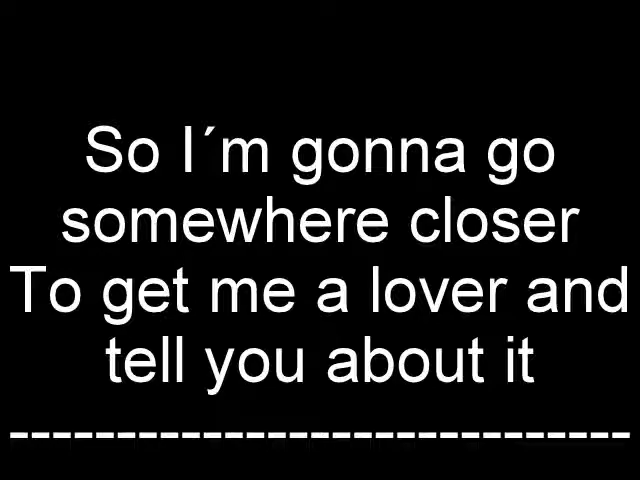 So I´m gonna go
somewhere closer
To get me a lover and
tell you about it
-----------------------------